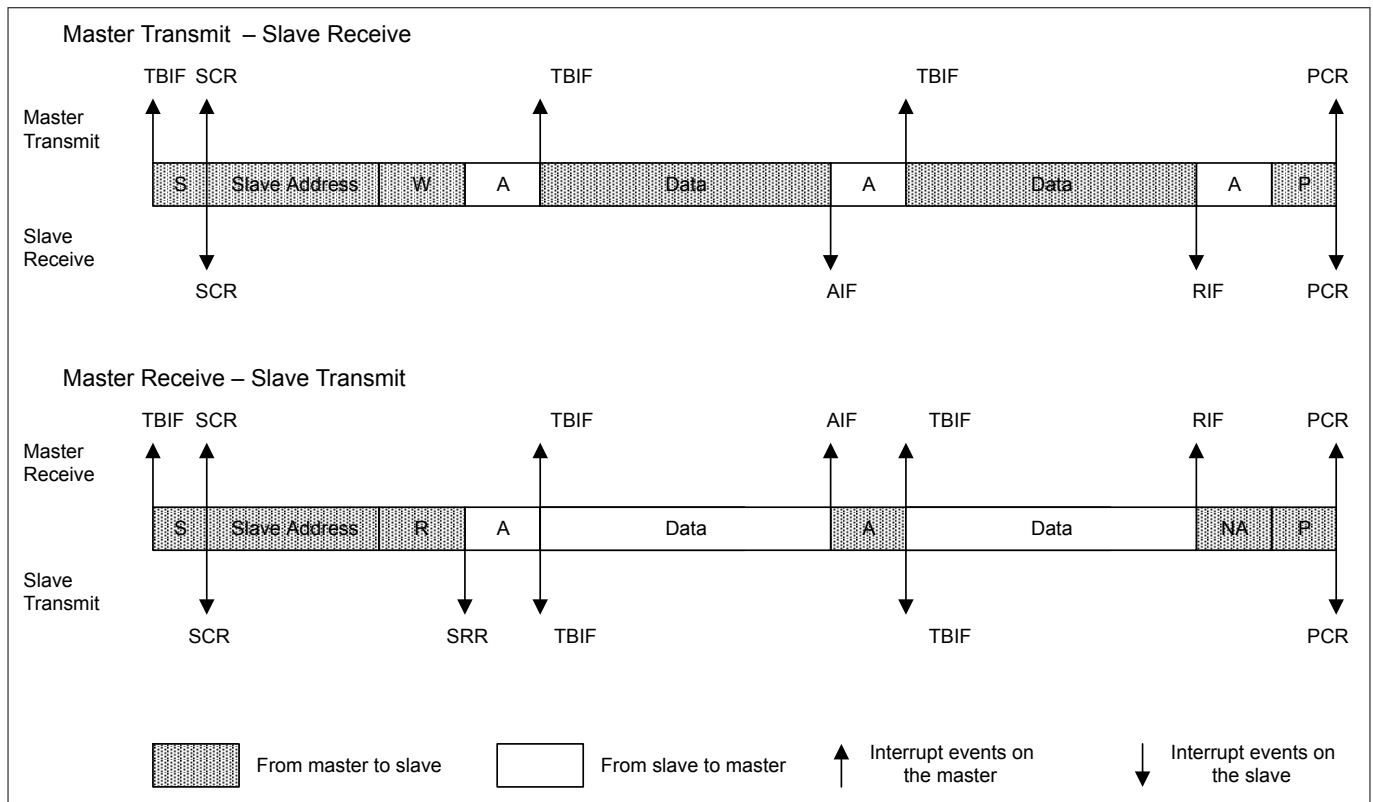 Master Transmit – Slave Receive
TBIF SCR TBIF TBIF PCR
Master
Transmit
S Slave Address W A Data A Data A P
Slave
Receive
SCR AIF RIF PCR
Master Receive – Slave Transmit
TBIF SCR TBIF AIF TBIF RIF PCR
Master
Receive
S Slave Address R A Data A Data NA P
Slave
Transmit
SCR SRR TBIF TBIF PCR
From master to slave
From slave to master
Interrupt events on
the master
Interrupt events on
the slave